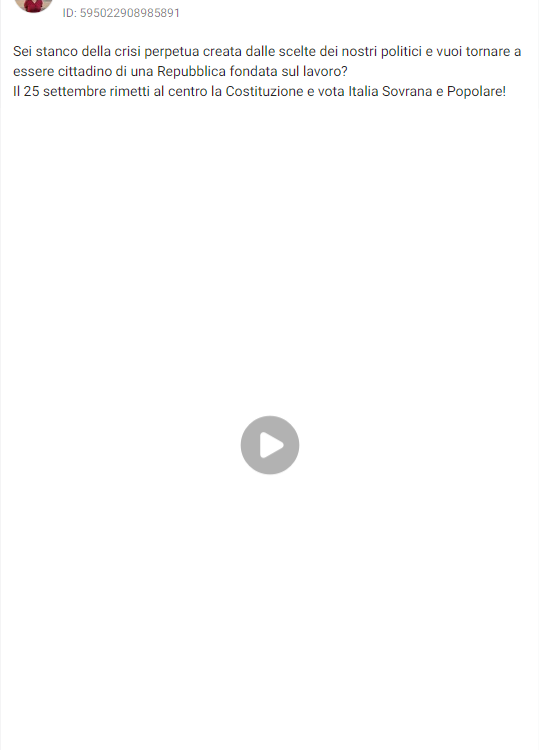 ID: 595022908985891
Sei stanco della crisi perpetua creata dalle scelte dei nostri politici e vuoi tornare a
essere cittadino di una Repubblica fondata sul lavoro?
Il 25 settembre rimetti al centro la Costituzione e vota Italia Sovrana e Popolare!